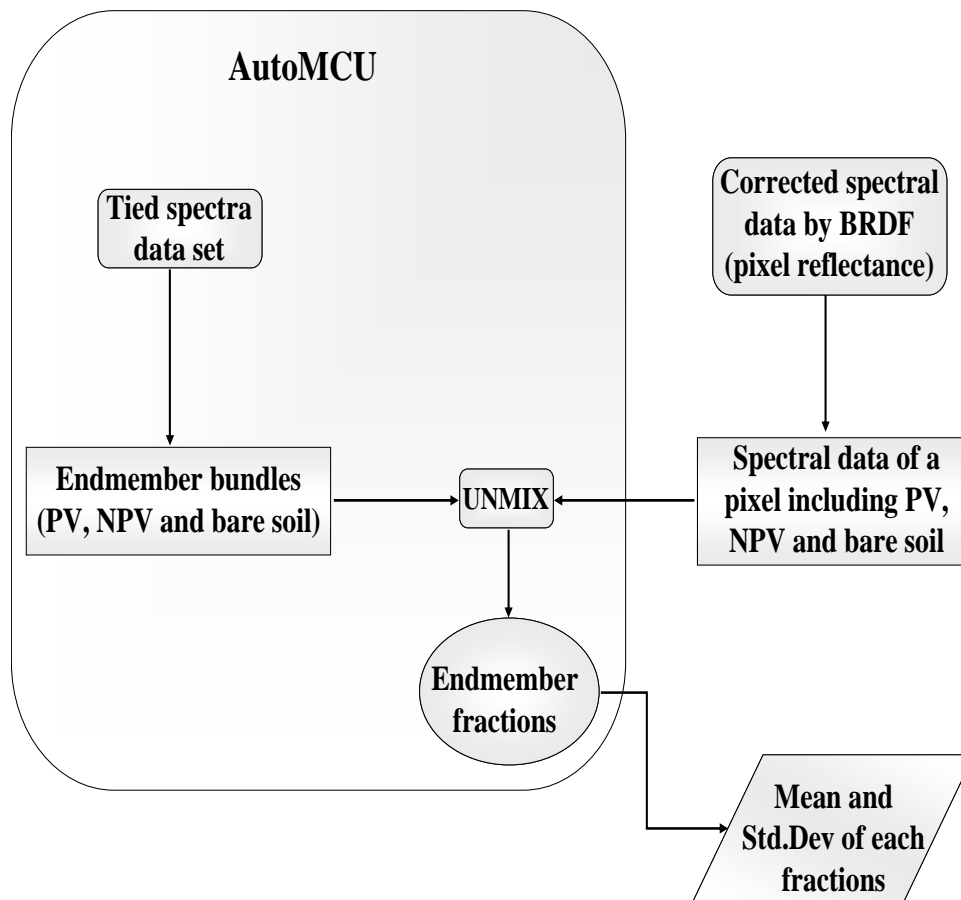 AutoMCU
Tied spectra
data set
Corrected spectral
data by BRDF
(pixel reflectance)
Endmember bundles
(PV, NPV and bare soil)
UNMIX
Spectral data of a
pixel including PV,
NPV and bare soil
Endmember
fractions
Mean and
Std.Dev of each
fractions